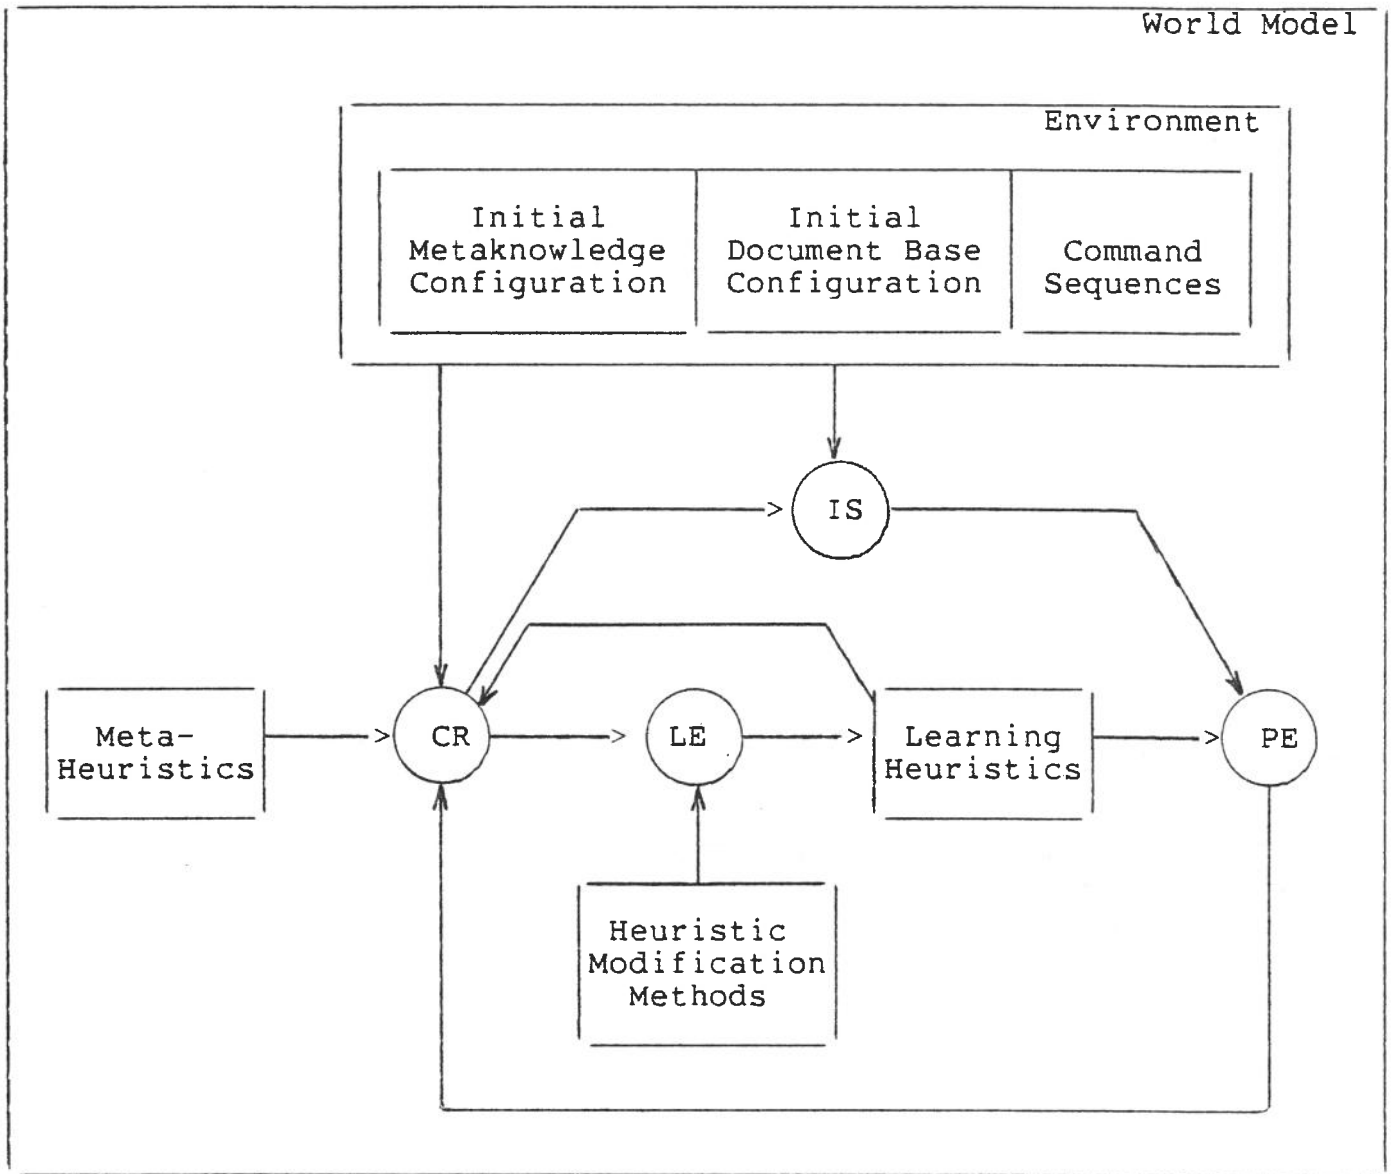 World Model
Environment
Initial
Metaknowledge
Configuration
Initial
Document Base
Configuration
Command
Sequences
IS
Meta-
Heuristics
CR
LE
Learning
Heuristics
PE
Heuristic
Modification
Methods